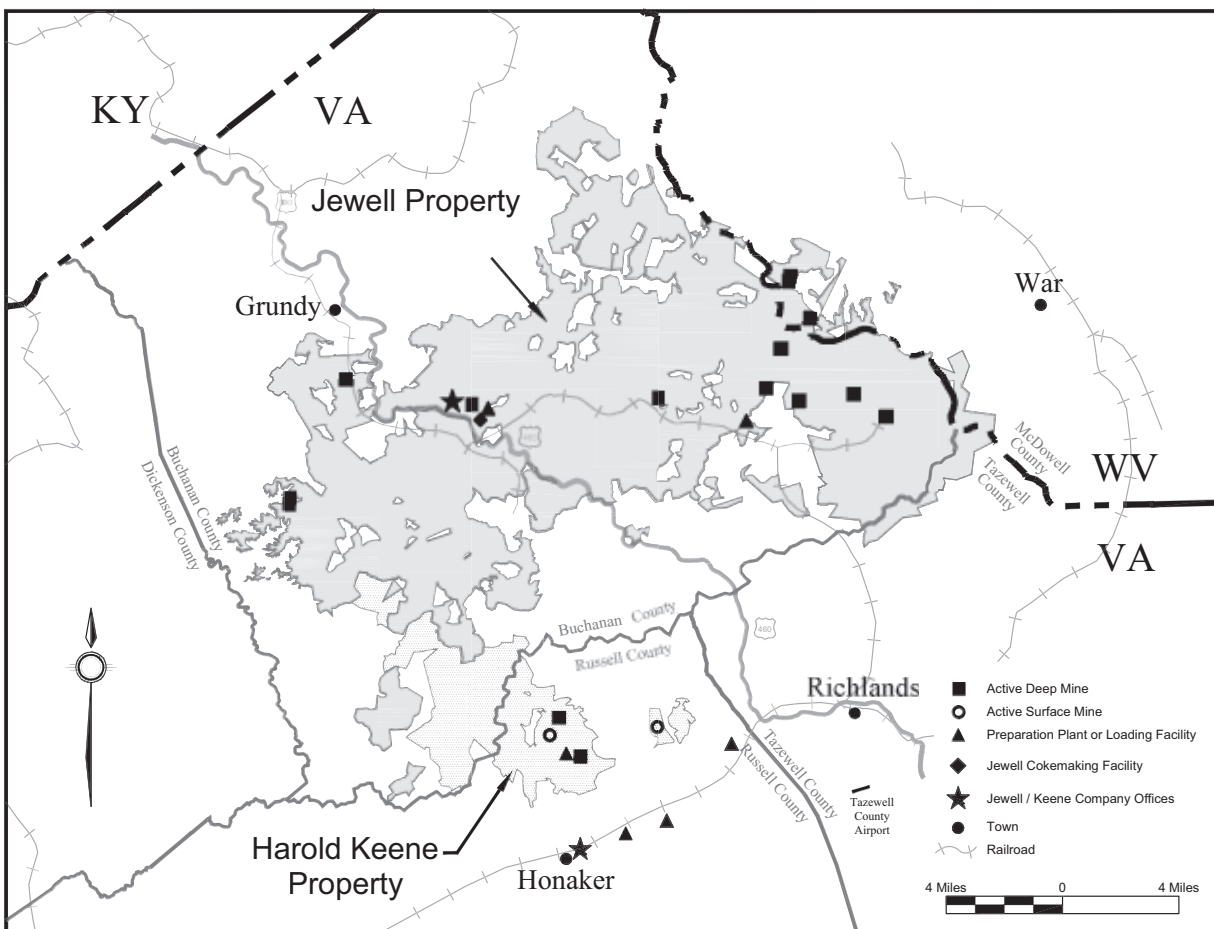 KY
VA
Jewell Property
Grundy
War
Buchanan County
Dickenson County
McDowell
County
Tazewell
County
WV
VA
Buchanan County
Russell County
460
Richlands
Tazewell County
Russell County
Harold Keene
Property
Honaker
Tazewell
County
Airport
Active Deep Mine
Active Surface Mine
Preparation Plant or Loading Facility
Jewell Cokemaking Facility
Jewell / Keene Company Offices
Town
Railroad
4 Miles
0
4 Miles